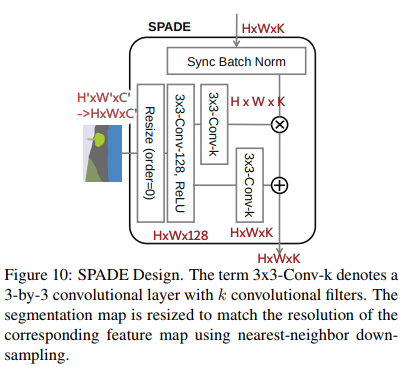 SPADE
HxWxK
Sync Batch Norm
H'xW'xC'
->HxWxC'
Resize (order=0)
3x3-Conv-128, ReLU
3x3-Conv-k
H x W x K
3x3-Conv-k
HxWx128
HxWxK
HxWxK
Figure 10: SPADE Design. The term 3x3-Conv-k denotes a
3-by-3 convolutional layer with k convolutional filters. The
segmentation map is resized to match the resolution of the
corresponding feature map using nearest-neighbor down-
sampling.